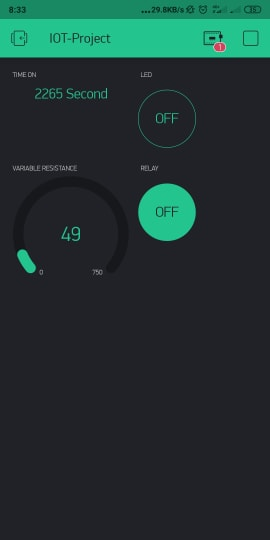 8:33
...29.8KB/s
38
IOT-Project
1
TIME ON
LED
2265 Second
OFF
VARIABLE RESISTANCE
RELAY
49
OFF
0
750